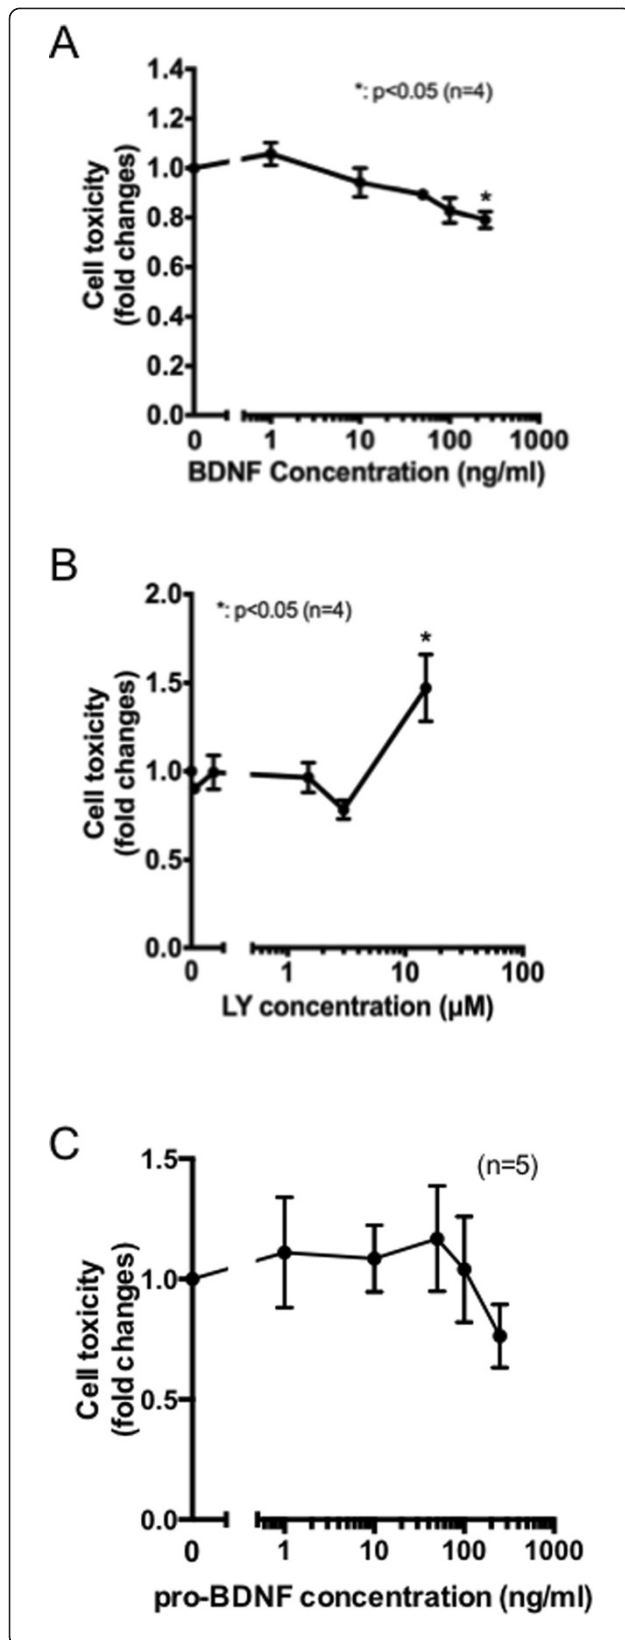 A
*: p<0.05 (n=4)
1.4
1.2
1.0
0.8
0.6
0.4
0.2
0.0
*
Cell toxicity
(fold changes)
0 1 10 100 1000
BDNF Concentration (ng/ml)
B
*: p<0.05 (n=4)
2.0
1.5
1.0
0.5
0.0
*
Cell toxicity
(fold changes)
0 1 10 100
LY concentration (µM)
C
(n=5)
1.5
1.0
0.5
0.0
Cell toxicity
(fold changes)
0 1 10 100 1000
pro-BDNF concentration (ng/ml)